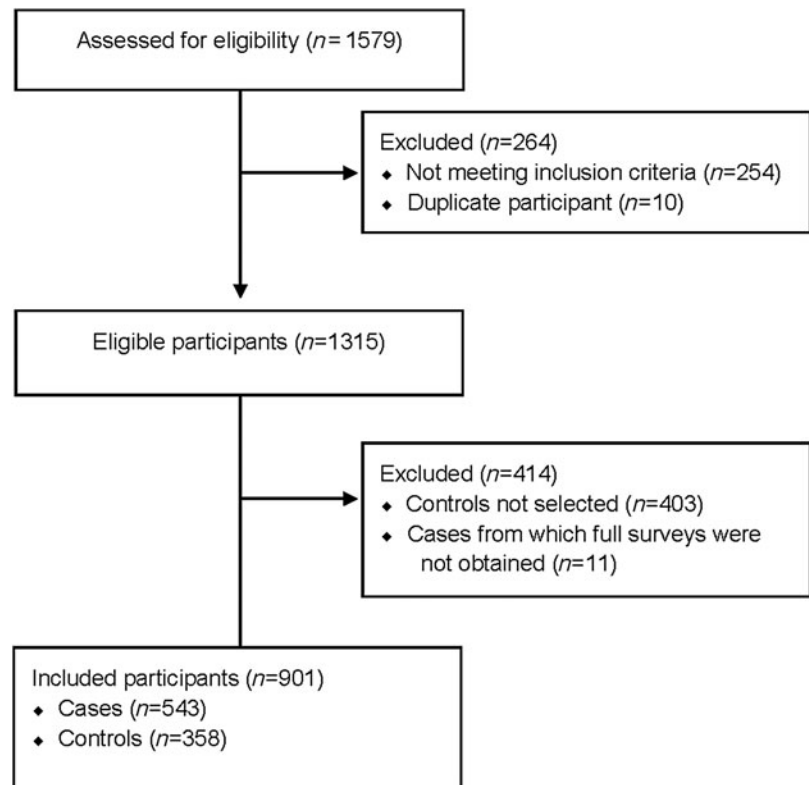 Assessed for eligibility (n= 1579)
Excluded (n=264)
◆ Not meeting inclusion criteria (n=254)
◆ Duplicate participant (n=10)
Eligible participants (n=1315)
Excluded (n=414)
◆ Controls not selected (n=403)
◆ Cases from which full surveys were
not obtained (n=11)
Included participants (n=901)
◆ Cases (n=543)
◆ Controls (n=358)